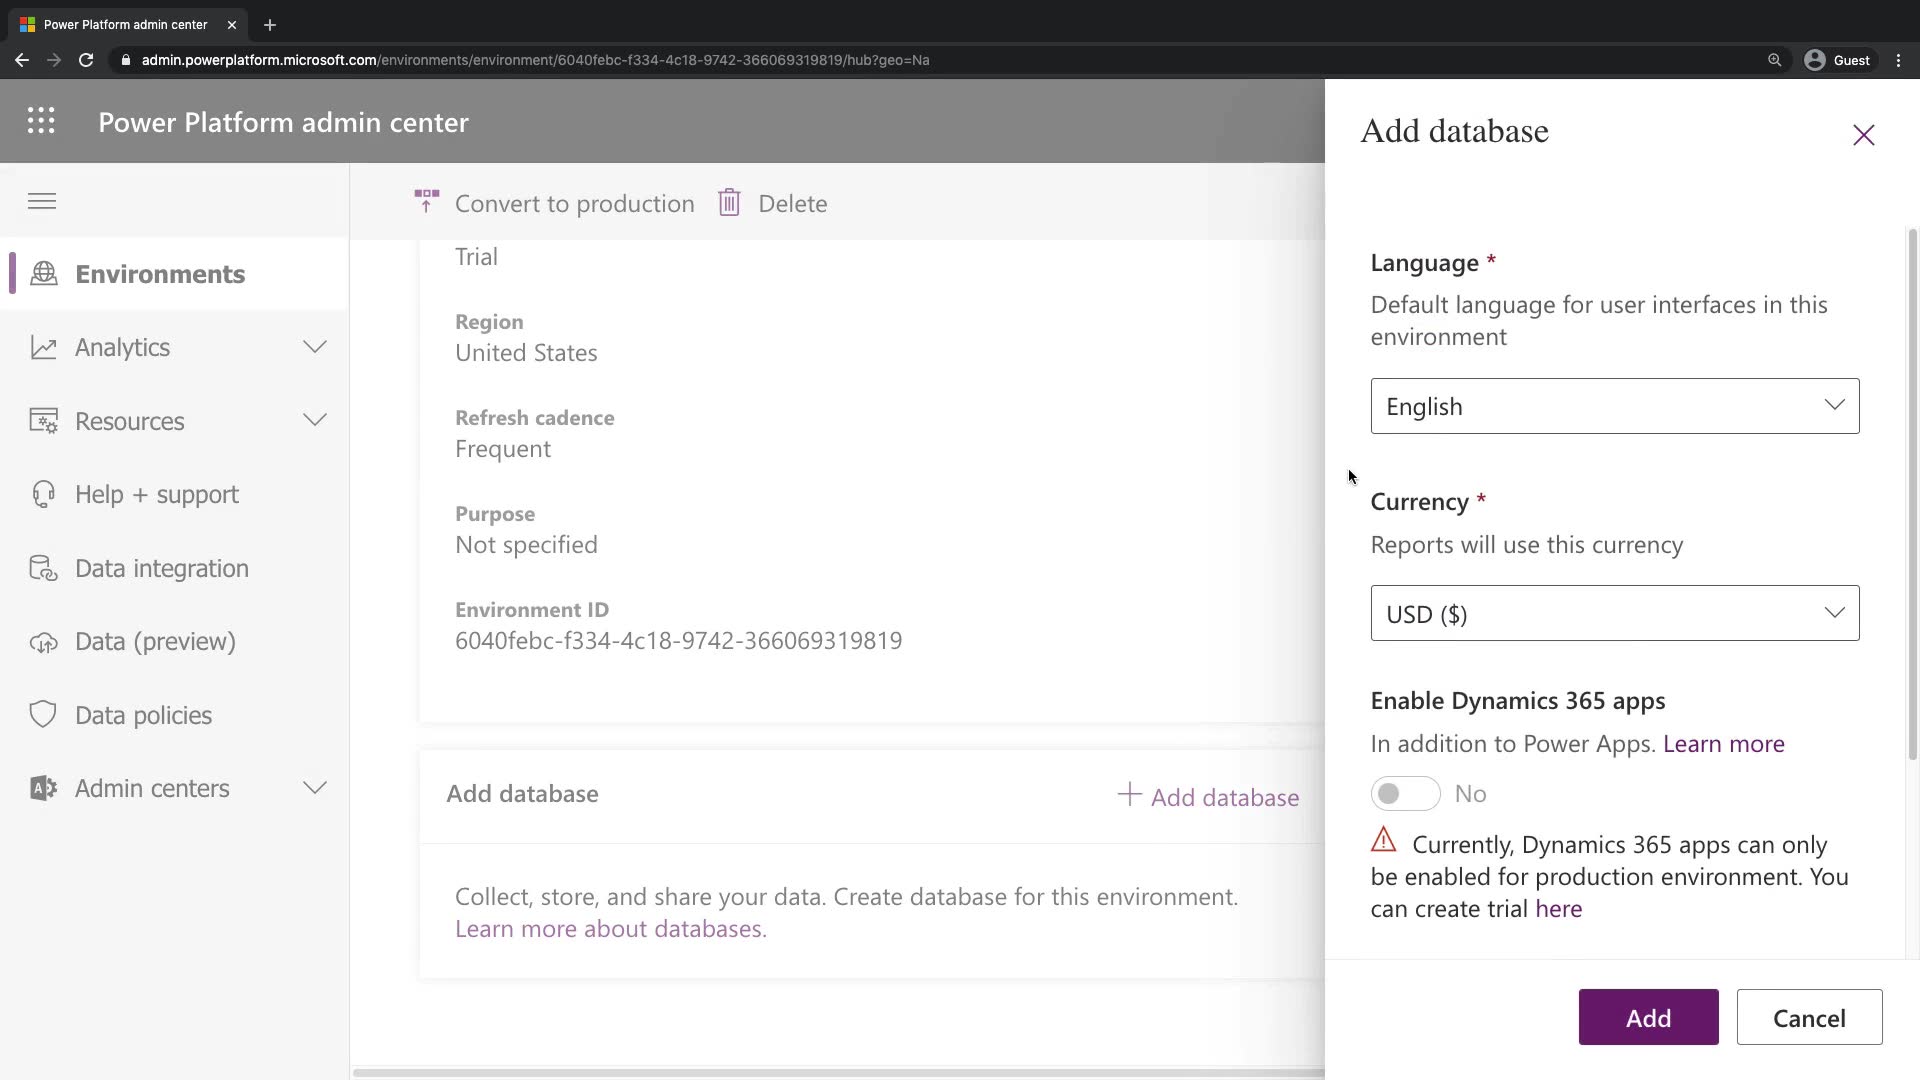 Power Platform admin center
admin.powerplatform.microsoft.com/environments/environment/6040febc-f334-4c18-9742-366069319819/hub?geo=Na
Guest
Power Platform admin center
Environments
Analytics
Resources
Help + support
Data integration
Data (preview)
Data policies
Admin centers
Convert to production
Delete
Trial
Region
United States
Refresh cadence
Frequent
Purpose
Not specified
Environment ID
6040febc-f334-4c18-9742-366069319819
Add database
Add database
Collect, store, and share your data. Create database for this environment.
Learn more about databases.
Add database
Language *
Default language for user interfaces in this
environment
English
Currency *
Reports will use this currency
USD ($)
Enable Dynamics 365 apps
In addition to Power Apps. Learn more
No
Currently, Dynamics 365 apps can only
be enabled for production environment. You
can create trial here
Add
Cancel